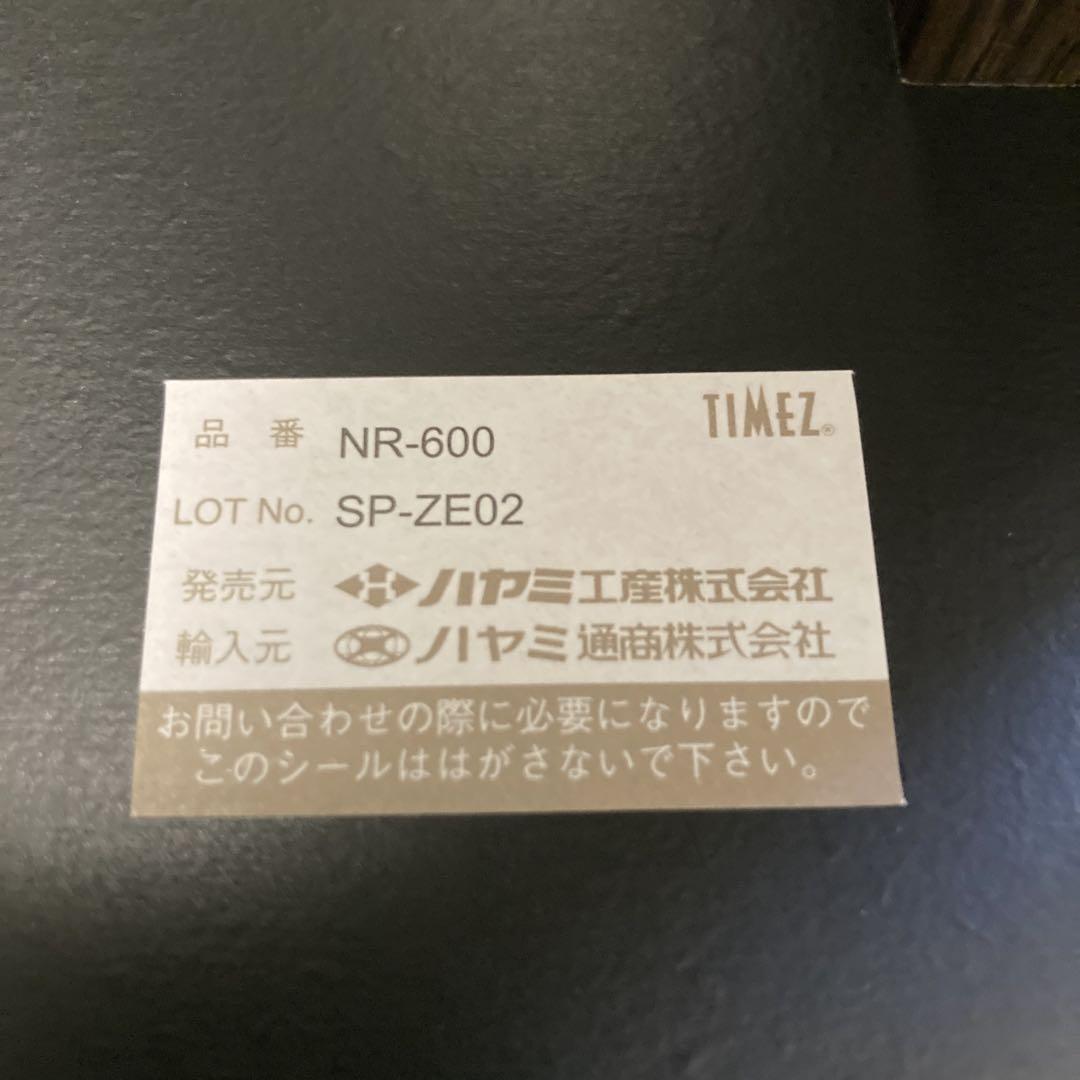 TIMEZ®
品 番 NR-600
LOT No. SP-ZE02
発売元 ハヤミ工産株式会社
輸入元 ハヤミ通商株式会社
お問い合わせの際に必要になりますので
このシールははがさないで下さい。